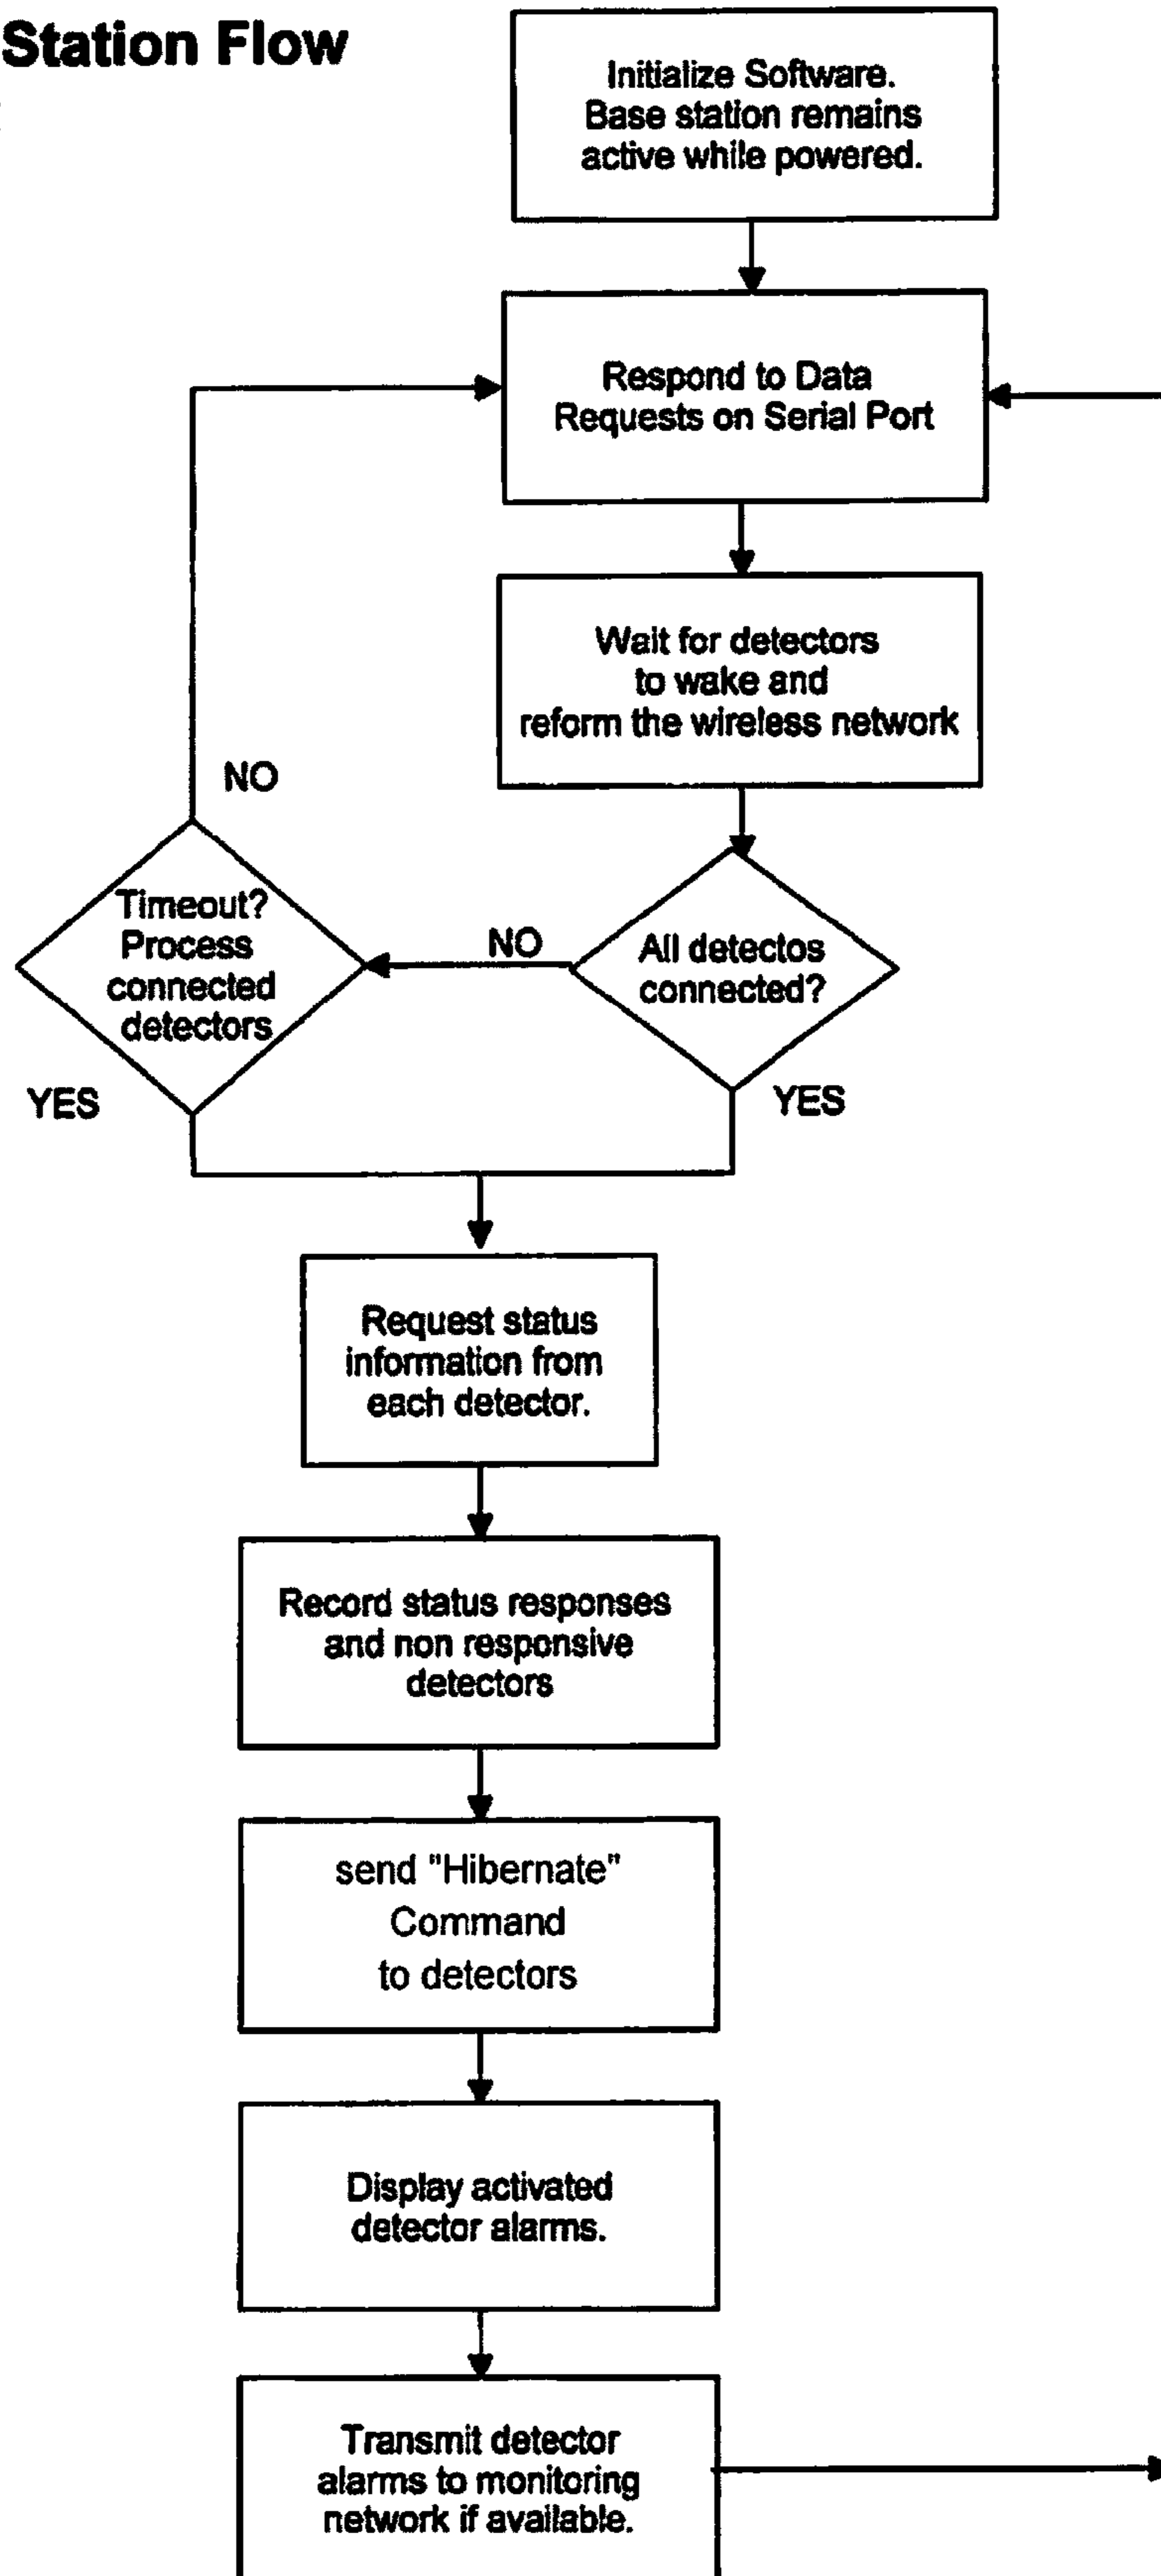 Station Flow
Initialize Software.
Base station remains
active while powered.
Respond to Data
Requests on Serial Port
Wait for detectors
to wake and
reform the wireless network
NO
Timeout?
Process
connected
detectors
NO
All detectos
connected?
YES
YES
Request status
information from
each detector.
Record status responses
and non responsive
detectors
send "Hibernate"
Command
to detectors
Display activated
detector alarms.
Transmit detector
alarms to monitoring
network if available.